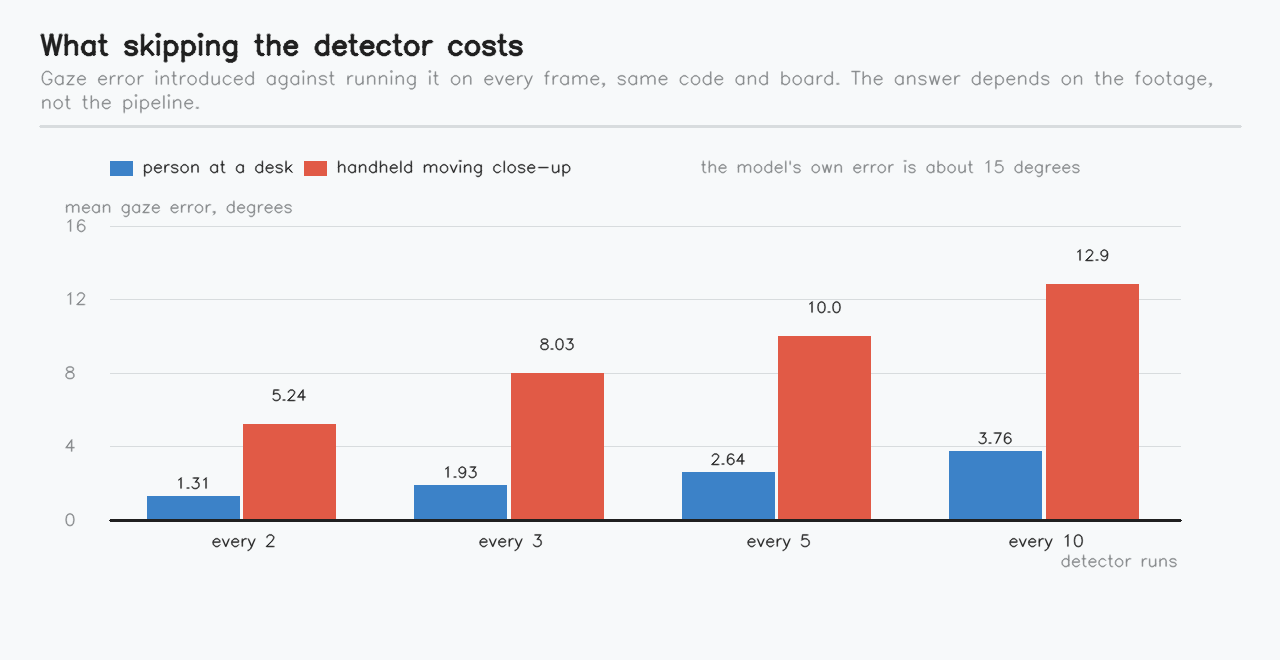 What skipping the detector costs
Gaze error introduced against running it on every frame, same code and board. The answer depends on the footage,
not the pipeline.
person at a desk handheld moving close-up the model's own error is about 15 degrees
mean gaze error, degrees
16
12.9
12
10.0
8.03
8
5.24
4
3.76
2.64
1.93
1.31
0
every 2 every 3 every 5 every 10
detector runs